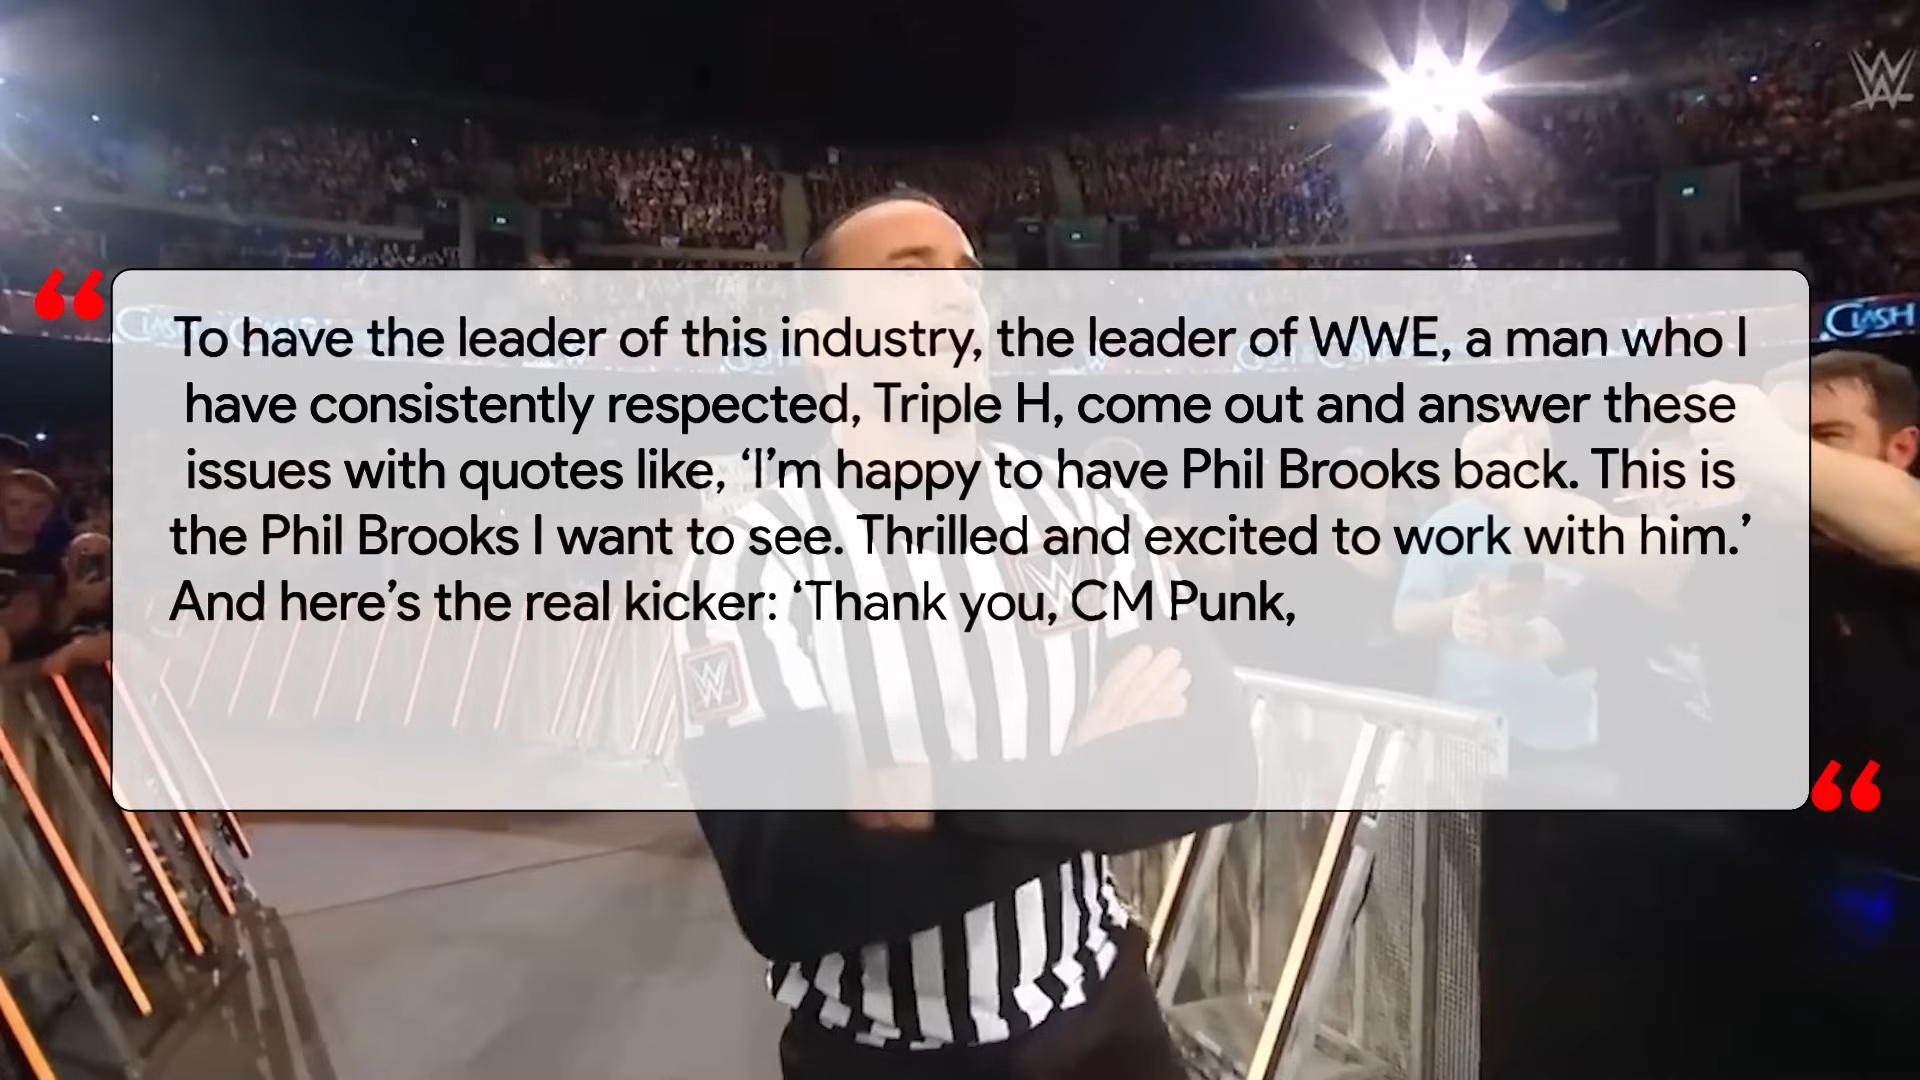 To have the leader of this industry, the leader of WWE, a man who I
have consistently respected, Triple H, come out and answer these
issues with quotes like, ‘I’m happy to have Phil Brooks back. This is
the Phil Brooks I want to see. Thrilled and excited to work with him.’
And here’s the real kicker: ‘Thank you, CM Punk,
CLASH
W